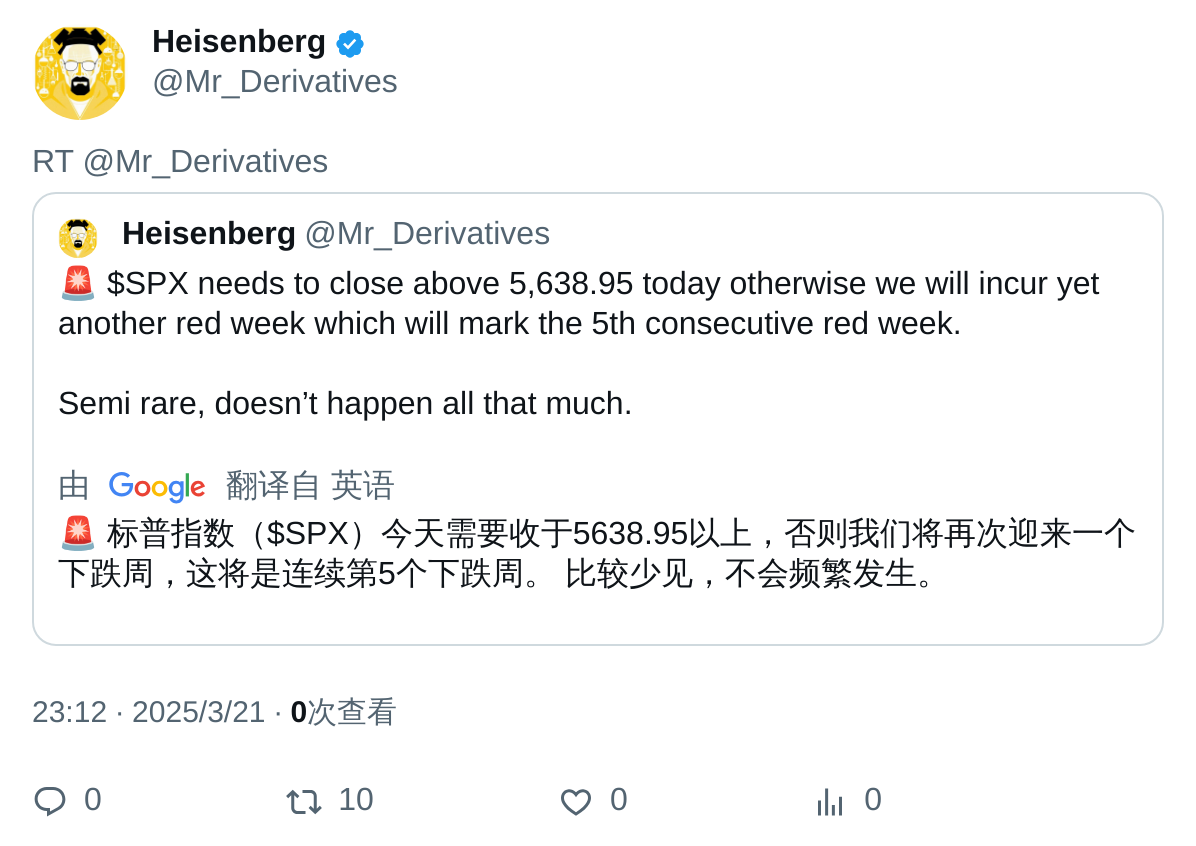 Heisenberg
@Mr_Derivatives
RT @Mr_Derivatives
Heisenberg @Mr_Derivatives
🚨 $SPX needs to close above 5,638.95 today otherwise we will incur yet
another red week which will mark the 5th consecutive red week.
Semi rare, doesn’t happen all that much.
由 Google 翻译自 英语
🚨 标普指数（$SPX）今天需要收于5638.95以上，否则我们将再次迎来一个
下跌周，这将是连续第5个下跌周。 比较少见，不会频繁发生。
23:12 · 2025/3/21 · 0次查看
0 10 0 0